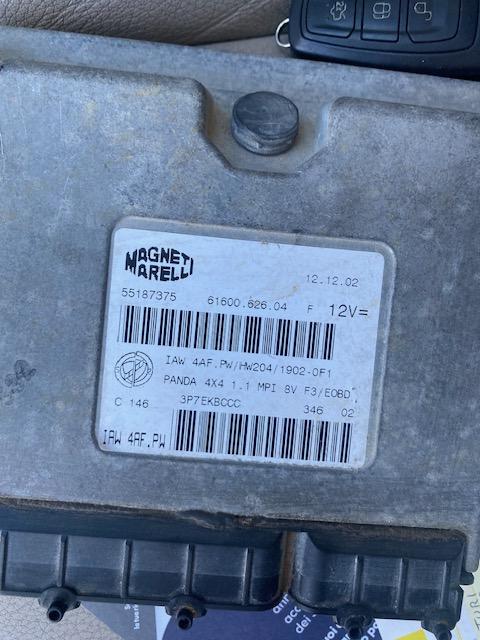 MAGNETI
MARELLI
12.12.02
55187375 61600.626.04 F 12V=
IAW 4AF.PW/HW204/1902-0F1
PANDA 4X4 1.1 MPI 8V F3/EOBD
C 146 3P7EKBCCC 346 02
IAW 4AF.PW